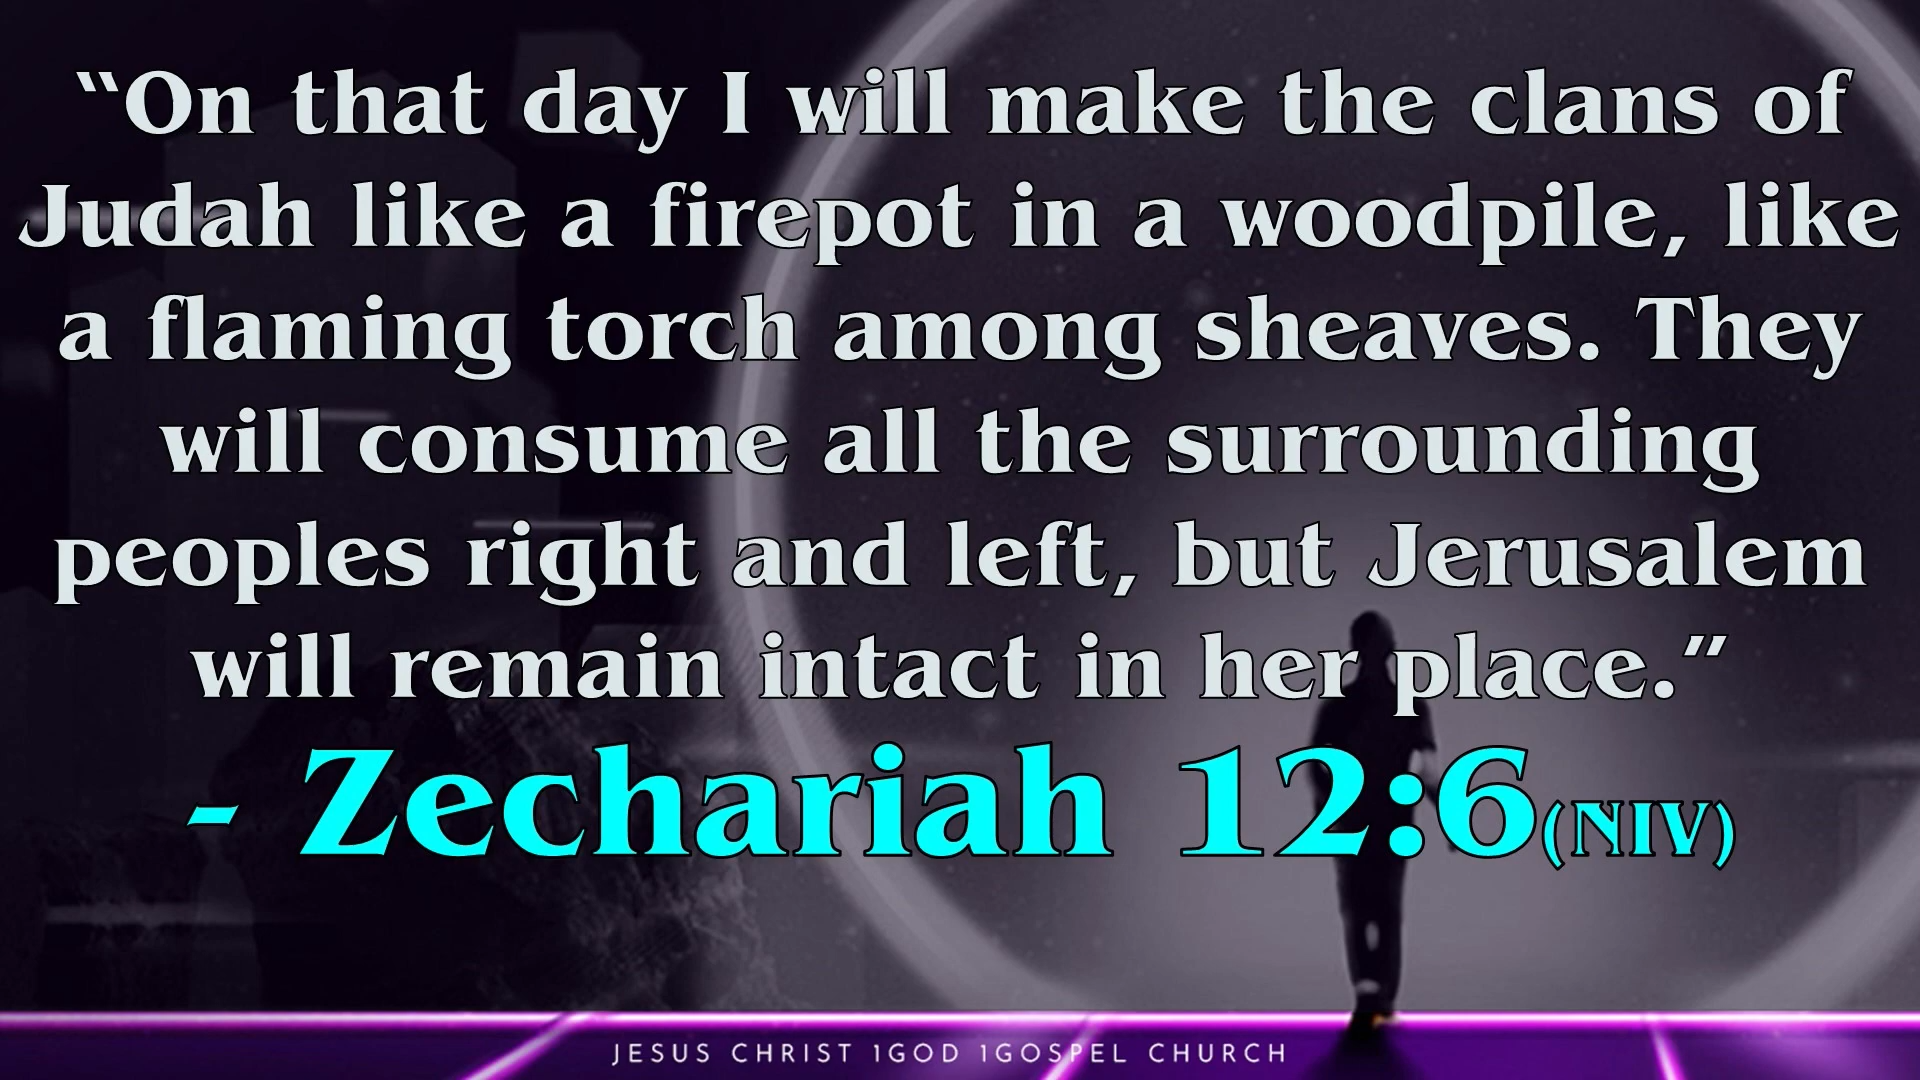 “On that day I will make the clans of
Judah like a firepot in a woodpile, like
a flaming torch among sheaves. They
will consume all the surrounding
peoples right and left, but Jerusalem
will remain intact in her place.”
- Zechariah 12:6(NIV)
JESUS CHRIST 1GOD 1GOSPEL CHURCH